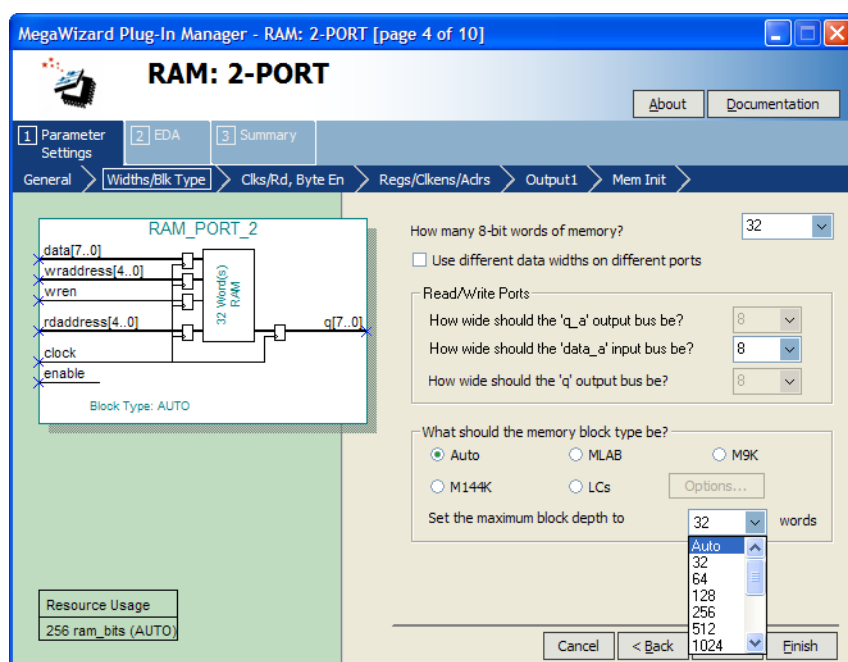 MegaWizard Plug-In Manager - RAM: 2-PORT [page 4 of 10]
RAM: 2-PORT
About
Documentation
1 Parameter Settings
2 EDA
3 Summary
General
Widths/Blk Type
Clks/Rd, Byte En
Regs/Clkens/Adrs
Output1
Mem Init
RAM_PORT_2
data[7..0]
wraddress[4..0]
wren
rdaddress[4..0]
clock
enable
32 Word(s)
RAM
q[7..0]
Block Type: AUTO
Resource Usage
256 ram_bits (AUTO)
How many 8-bit words of memory?
32
Use different data widths on different ports
Read/Write Ports
How wide should the 'q_a' output bus be?
8
How wide should the 'data_a' input bus be?
8
How wide should the 'q' output bus be?
8
What should the memory block type be?
Auto
MLAB
M9K
M144K
LCs
Options...
Set the maximum block depth to
32
words
Auto
32
64
128
256
512
1024
Cancel
< Back
Finish